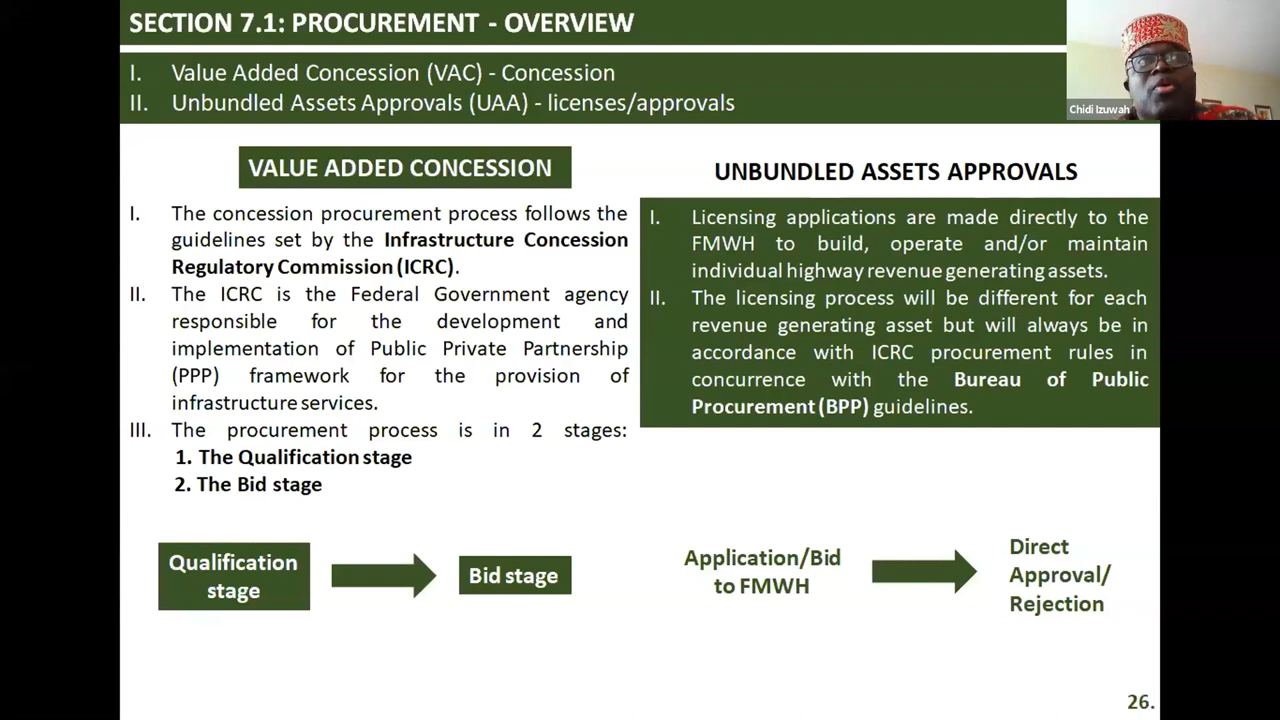 SECTION 7.1: PROCUREMENT - OVERVIEW
I. Value Added Concession (VAC) - Concession
II. Unbundled Assets Approvals (UAA) - licenses/approvals
Chidi Izuwah
VALUE ADDED CONCESSION
I. The concession procurement process follows the
guidelines set by the Infrastructure Concession
Regulatory Commission (ICRC).
II. The ICRC is the Federal Government agency
responsible for the development and
implementation of Public Private Partnership
(PPP) framework for the provision of
infrastructure services.
III. The procurement process is in 2 stages:
1. The Qualification stage
2. The Bid stage
Qualification
stage
Bid stage
UNBUNDLED ASSETS APPROVALS
I. Licensing applications are made directly to the
FMWH to build, operate and/or maintain
individual highway revenue generating assets.
II. The licensing process will be different for each
revenue generating asset but will always be in
accordance with ICRC procurement rules in
concurrence with the Bureau of Public
Procurement (BPP) guidelines.
Application/Bid
to FMWH
Direct
Approval/
Rejection
26.